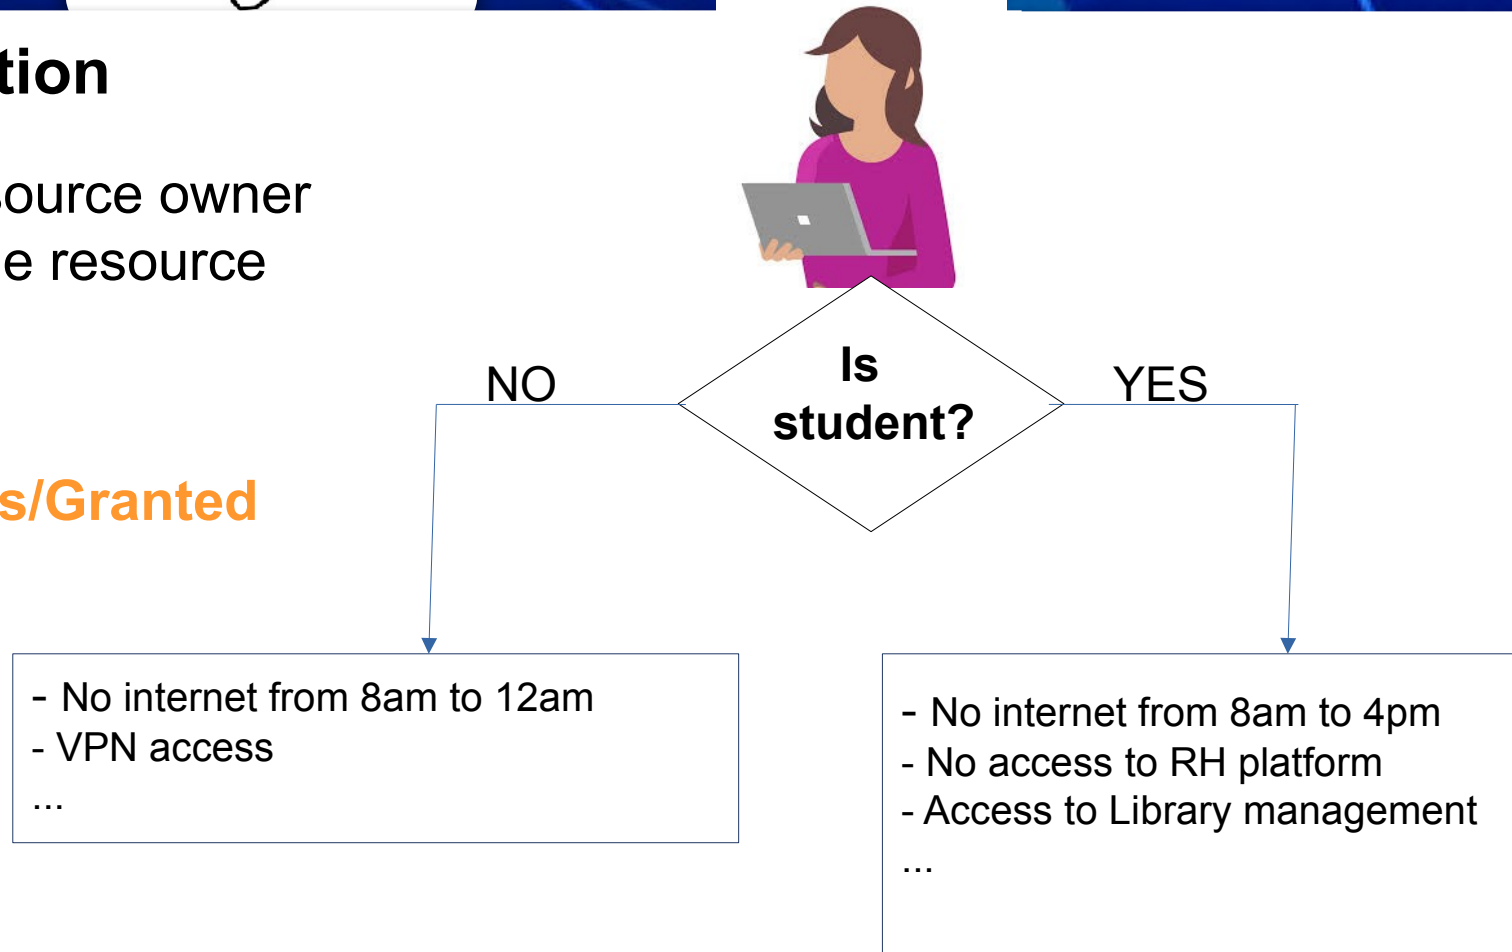 tion
source owner
e resource
s/Granted
Is
student?
NO
YES
- No internet from 8am to 12am
- VPN access
...
- No internet from 8am to 4pm
- No access to RH platform
- Access to Library management
...